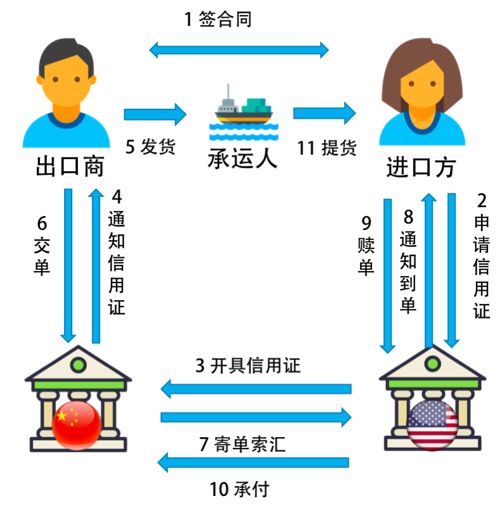 1 签合同
5 发货
11 提货
出口商
承运人
进口方
6
交
单
4
通
知
信
用
证
9
赎
单
8
通
知
到
单
2
申
请
信
用
证
3 开具信用证
7 寄单索汇
10 承付